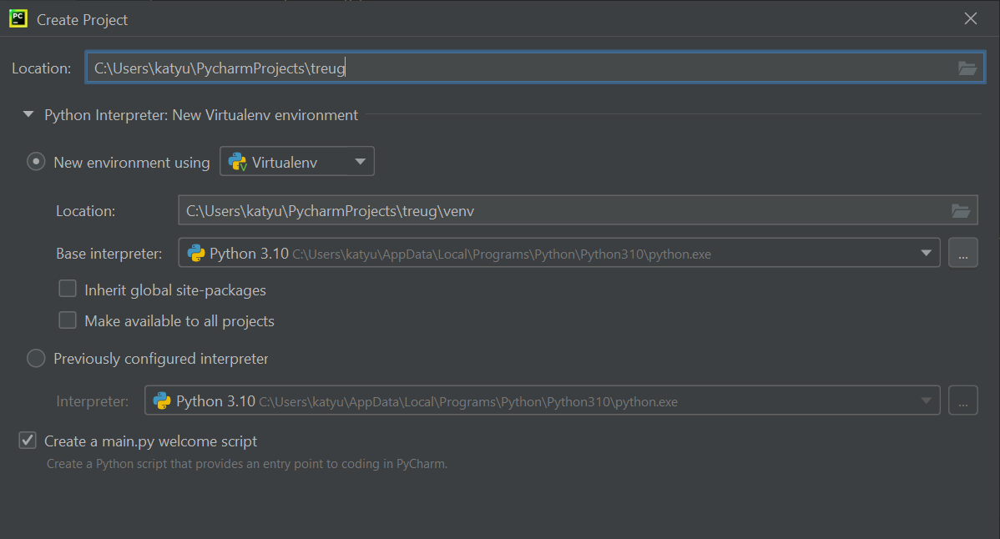 PC Create Project
Location: C:\Users\katyu\PycharmProjects\treug
Python Interpreter: New Virtualenv environment
New environment using V Virtualenv
Location: C:\Users\katyu\PycharmProjects\treug\venv
Base interpreter: Python 3.10 C:\Users\katyu\AppData\Local\Programs\Python\Python310\python.exe ...
Inherit global site-packages
Make available to all projects
Previously configured interpreter
Interpreter: Python 3.10 C:\Users\katyu\AppData\Local\Programs\Python\Python310\python.exe ...
Create a main.py welcome script
Create a Python script that provides an entry point to coding in PyCharm.